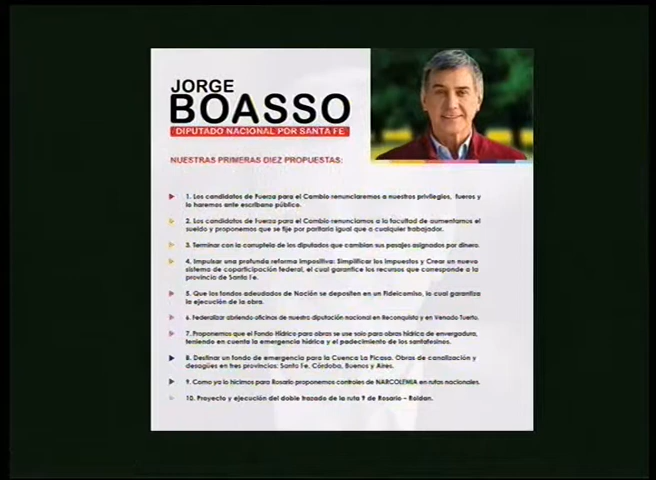 JORGE
BOASSO
DIPUTADO NACIONAL POR SANTA FE
NUESTRAS PRIMERAS DIEZ PROPUESTAS:
1. Los candidatos de Fuerza para el Cambio renunciaremos a nuestros privilegios, fueros y
lo haremos ante escribano público.
2. Los candidatos de Fuerza para el Cambio renunciamos a la facultad de aumentarnos el
sueldo y proponemos que se fije por paritaria igual que a cualquier trabajador.
3. Terminar con la corruptela de los diputados que cambian sus pasajes asignados por dinero.
4. Impulsar una profunda reforma impositiva: Simplificar los impuestos y Crear un nuevo
sistema de coparticipación federal, el cual garantice los recursos que corresponde a la
provincia de Santa Fe.
5. Que los fondos adeudados de Nación se depositen en un Fideicomiso, lo cual garantiza
la ejecución de la obra.
6. Federalizar abriendo oficinas de nuestra diputación nacional en Reconquista y en Venado Tuerto.
7. Proponemos que el Fondo Hídrico para obras se use solo para obras hídrica de envergadura,
teniendo en cuenta la emergencia hídrica y el padecimiento de los santafesinos.
8. Destinar un fondo de emergencia para la Cuenca La Picasa. Obras de canalización y
desagües en tres provincias: Santa Fe, Córdoba, Buenos y Aires.
9. Como ya lo hicimos para Rosario proponemos controles de NARCOLEMIA en rutas nacionales.
10. Proyecto y ejecución del doble trazado de la ruta 9 de Rosario – Roldan.